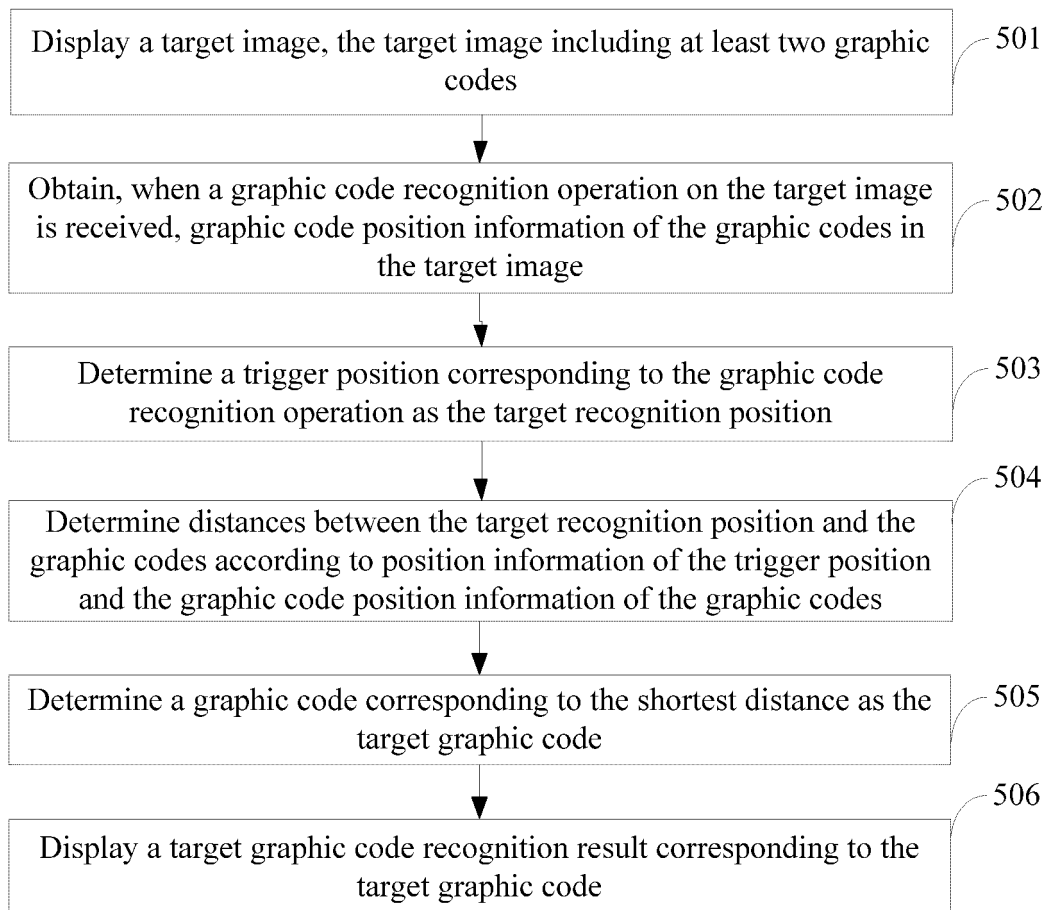 Display a target image, the target image including at least two graphic
codes
501
Obtain, when a graphic code recognition operation on the target image
is received, graphic code position information of the graphic codes in
the target image
502
Determine a trigger position corresponding to the graphic code
recognition operation as the target recognition position
503
Determine distances between the target recognition position and the
graphic codes according to position information of the trigger position
and the graphic code position information of the graphic codes
504
Determine a graphic code corresponding to the shortest distance as the
target graphic code
505
Display a target graphic code recognition result corresponding to the
target graphic code
506